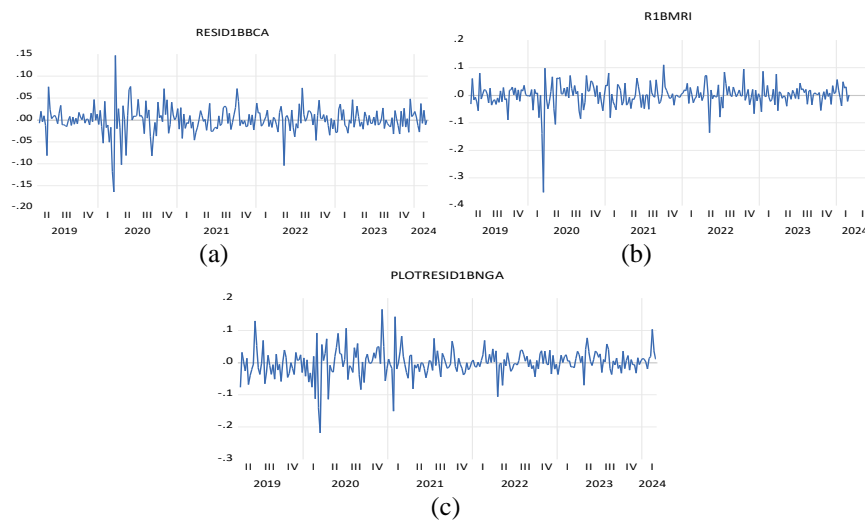 RESID1BBCA
.15
.10
.05
.00
-.05
-.10
-.15
-.20
II III IV I II III IV I II III IV I II III IV I II III IV I
2019 2020 2021 2022 2023 2024
(a)
R1BMRI
.2
.1
.0
-.1
-.2
-.3
-.4
II III IV I II III IV I II III IV I II III IV I II III IV I I
2019 2020 2021 2022 2023 2024
(b)
PLOTRESID1BNGA
.2
.1
.0
-.1
-.2
-.3
II III IV I II III IV I II III IV I II III IV I II III IV I
2019 2020 2021 2022 2023 2024
(c)